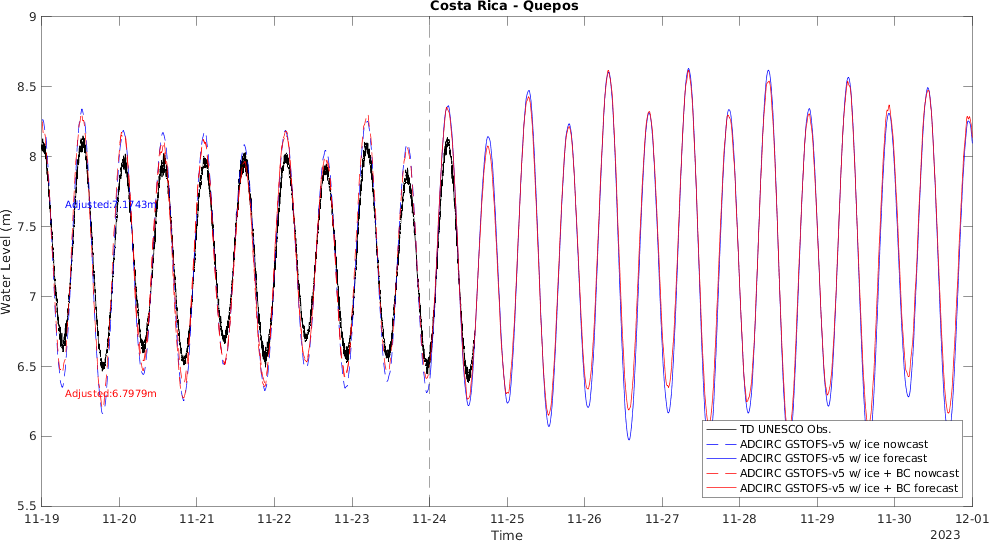 Costa Rica - Quepos
9
8.5
8
7.5
7
6.5
6
5.5
Water Level (m)
Adjusted:7.1743m
Adjusted:6.7979m
TD UNESCO Obs.
ADCIRC GSTOFS-v5 w/ ice nowcast
ADCIRC GSTOFS-v5 w/ ice forecast
ADCIRC GSTOFS-v5 w/ ice + BC nowcast
ADCIRC GSTOFS-v5 w/ ice + BC forecast
11-19 11-20 11-21 11-22 11-23 11-24 11-25 11-26 11-27 11-28 11-29 11-30 12-01
Time
2023